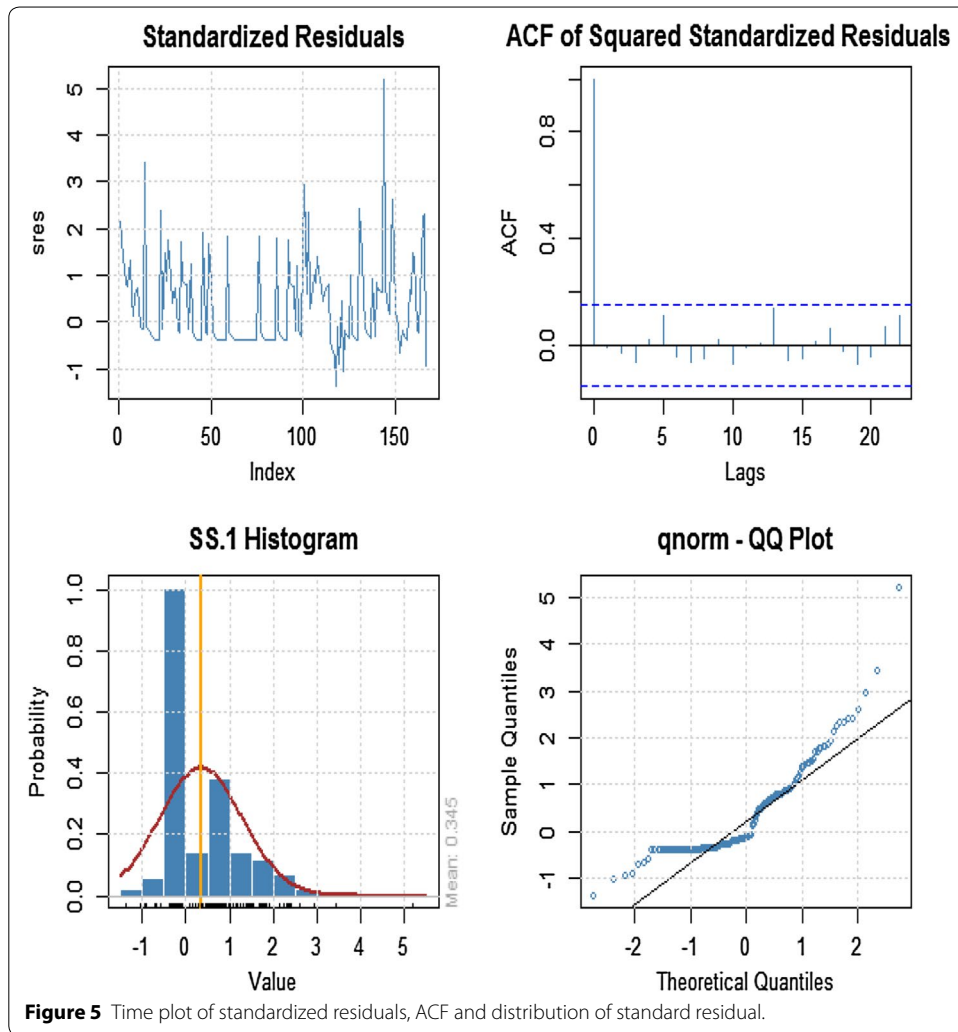 Standardized Residuals
5
4
3
2
1
0
-1
sres
0 50 100 150
Index
ACF of Squared Standardized Residuals
0.8
0.4
0.0
ACF
0 5 10 15 20
Lags
SS.1 Histogram
1.0
0.8
0.6
0.4
0.2
0.0
Probability
Mean: 0.345
-1 0 1 2 3 4 5
Value
qnorm - QQ Plot
5
4
3
2
1
0
-1
Sample Quantiles
-2 -1 0 1 2
Theoretical Quantiles
Figure 5 Time plot of standardized residuals, ACF and distribution of standard residual.